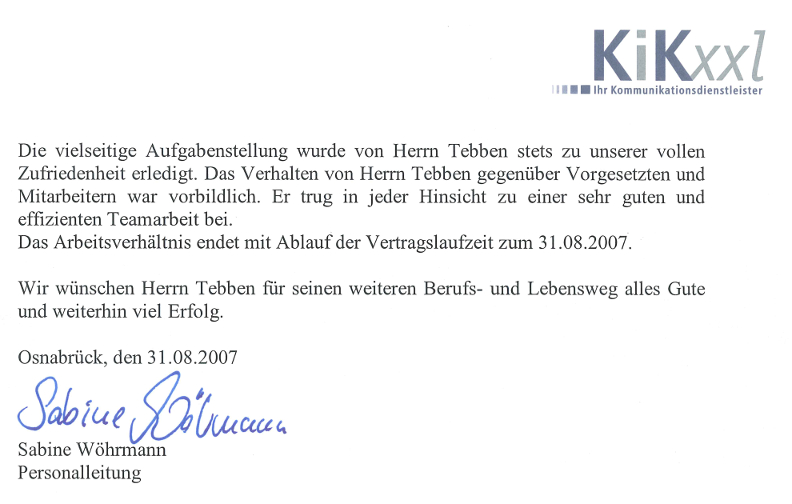 KiKxxl
Ihr Kommunikationsdienstleister
Die vielseitige Aufgabenstellung wurde von Herrn Tebben stets zu unserer vollen
Zufriedenheit erledigt. Das Verhalten von Herrn Tebben gegenüber Vorgesetzten und
Mitarbeitern war vorbildlich. Er trug in jeder Hinsicht zu einer sehr guten und
effizienten Teamarbeit bei.
Das Arbeitsverhältnis endet mit Ablauf der Vertragslaufzeit zum 31.08.2007.
Wir wünschen Herrn Tebben für seinen weiteren Berufs- und Lebensweg alles Gute
und weiterhin viel Erfolg.
Osnabrück, den 31.08.2007
Sabine Wöhrmann
Sabine Wöhrmann
Personalleitung